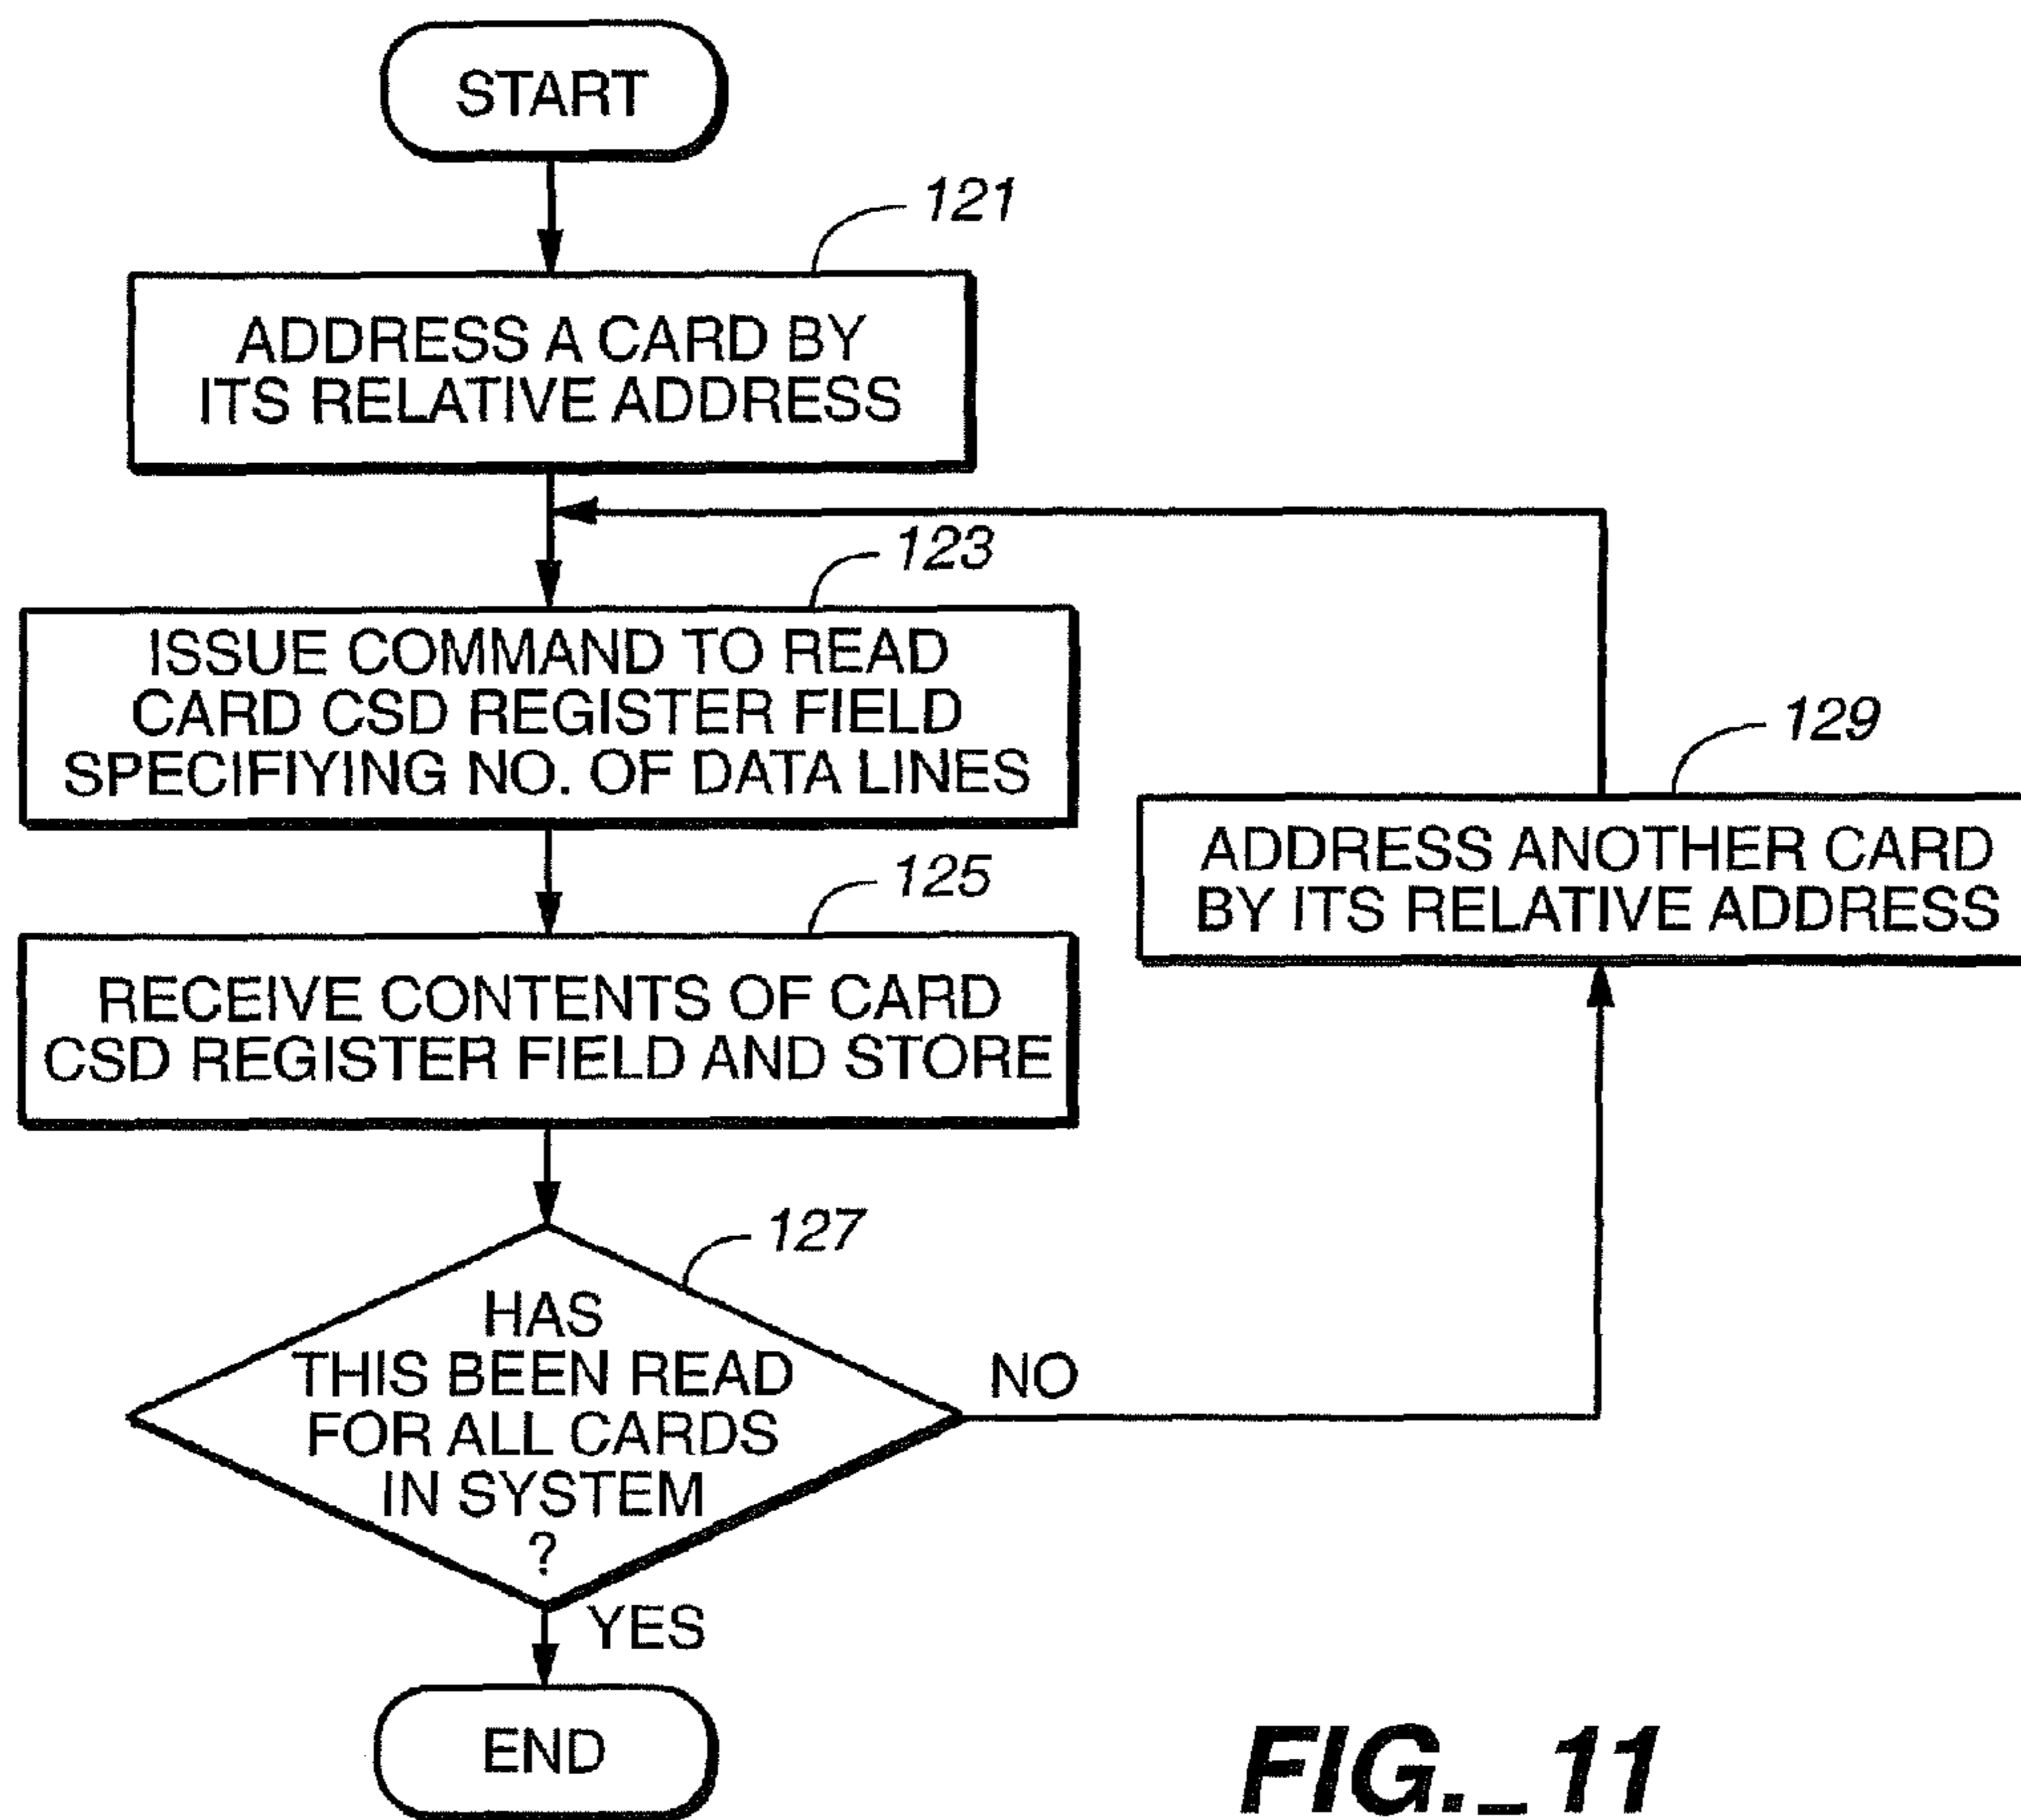 START
121
ADDRESS A CARD BY
ITS RELATIVE ADDRESS
123
ISSUE COMMAND TO READ
CARD CSD REGISTER FIELD
SPECIFIYING NO. OF DATA LINES
129
ADDRESS ANOTHER CARD
BY ITS RELATIVE ADDRESS
125
RECEIVE CONTENTS OF CARD
CSD REGISTER FIELD AND STORE
127
HAS
THIS BEEN READ
FOR ALL CARDS
IN SYSTEM
?
NO
YES
END
FIG._11